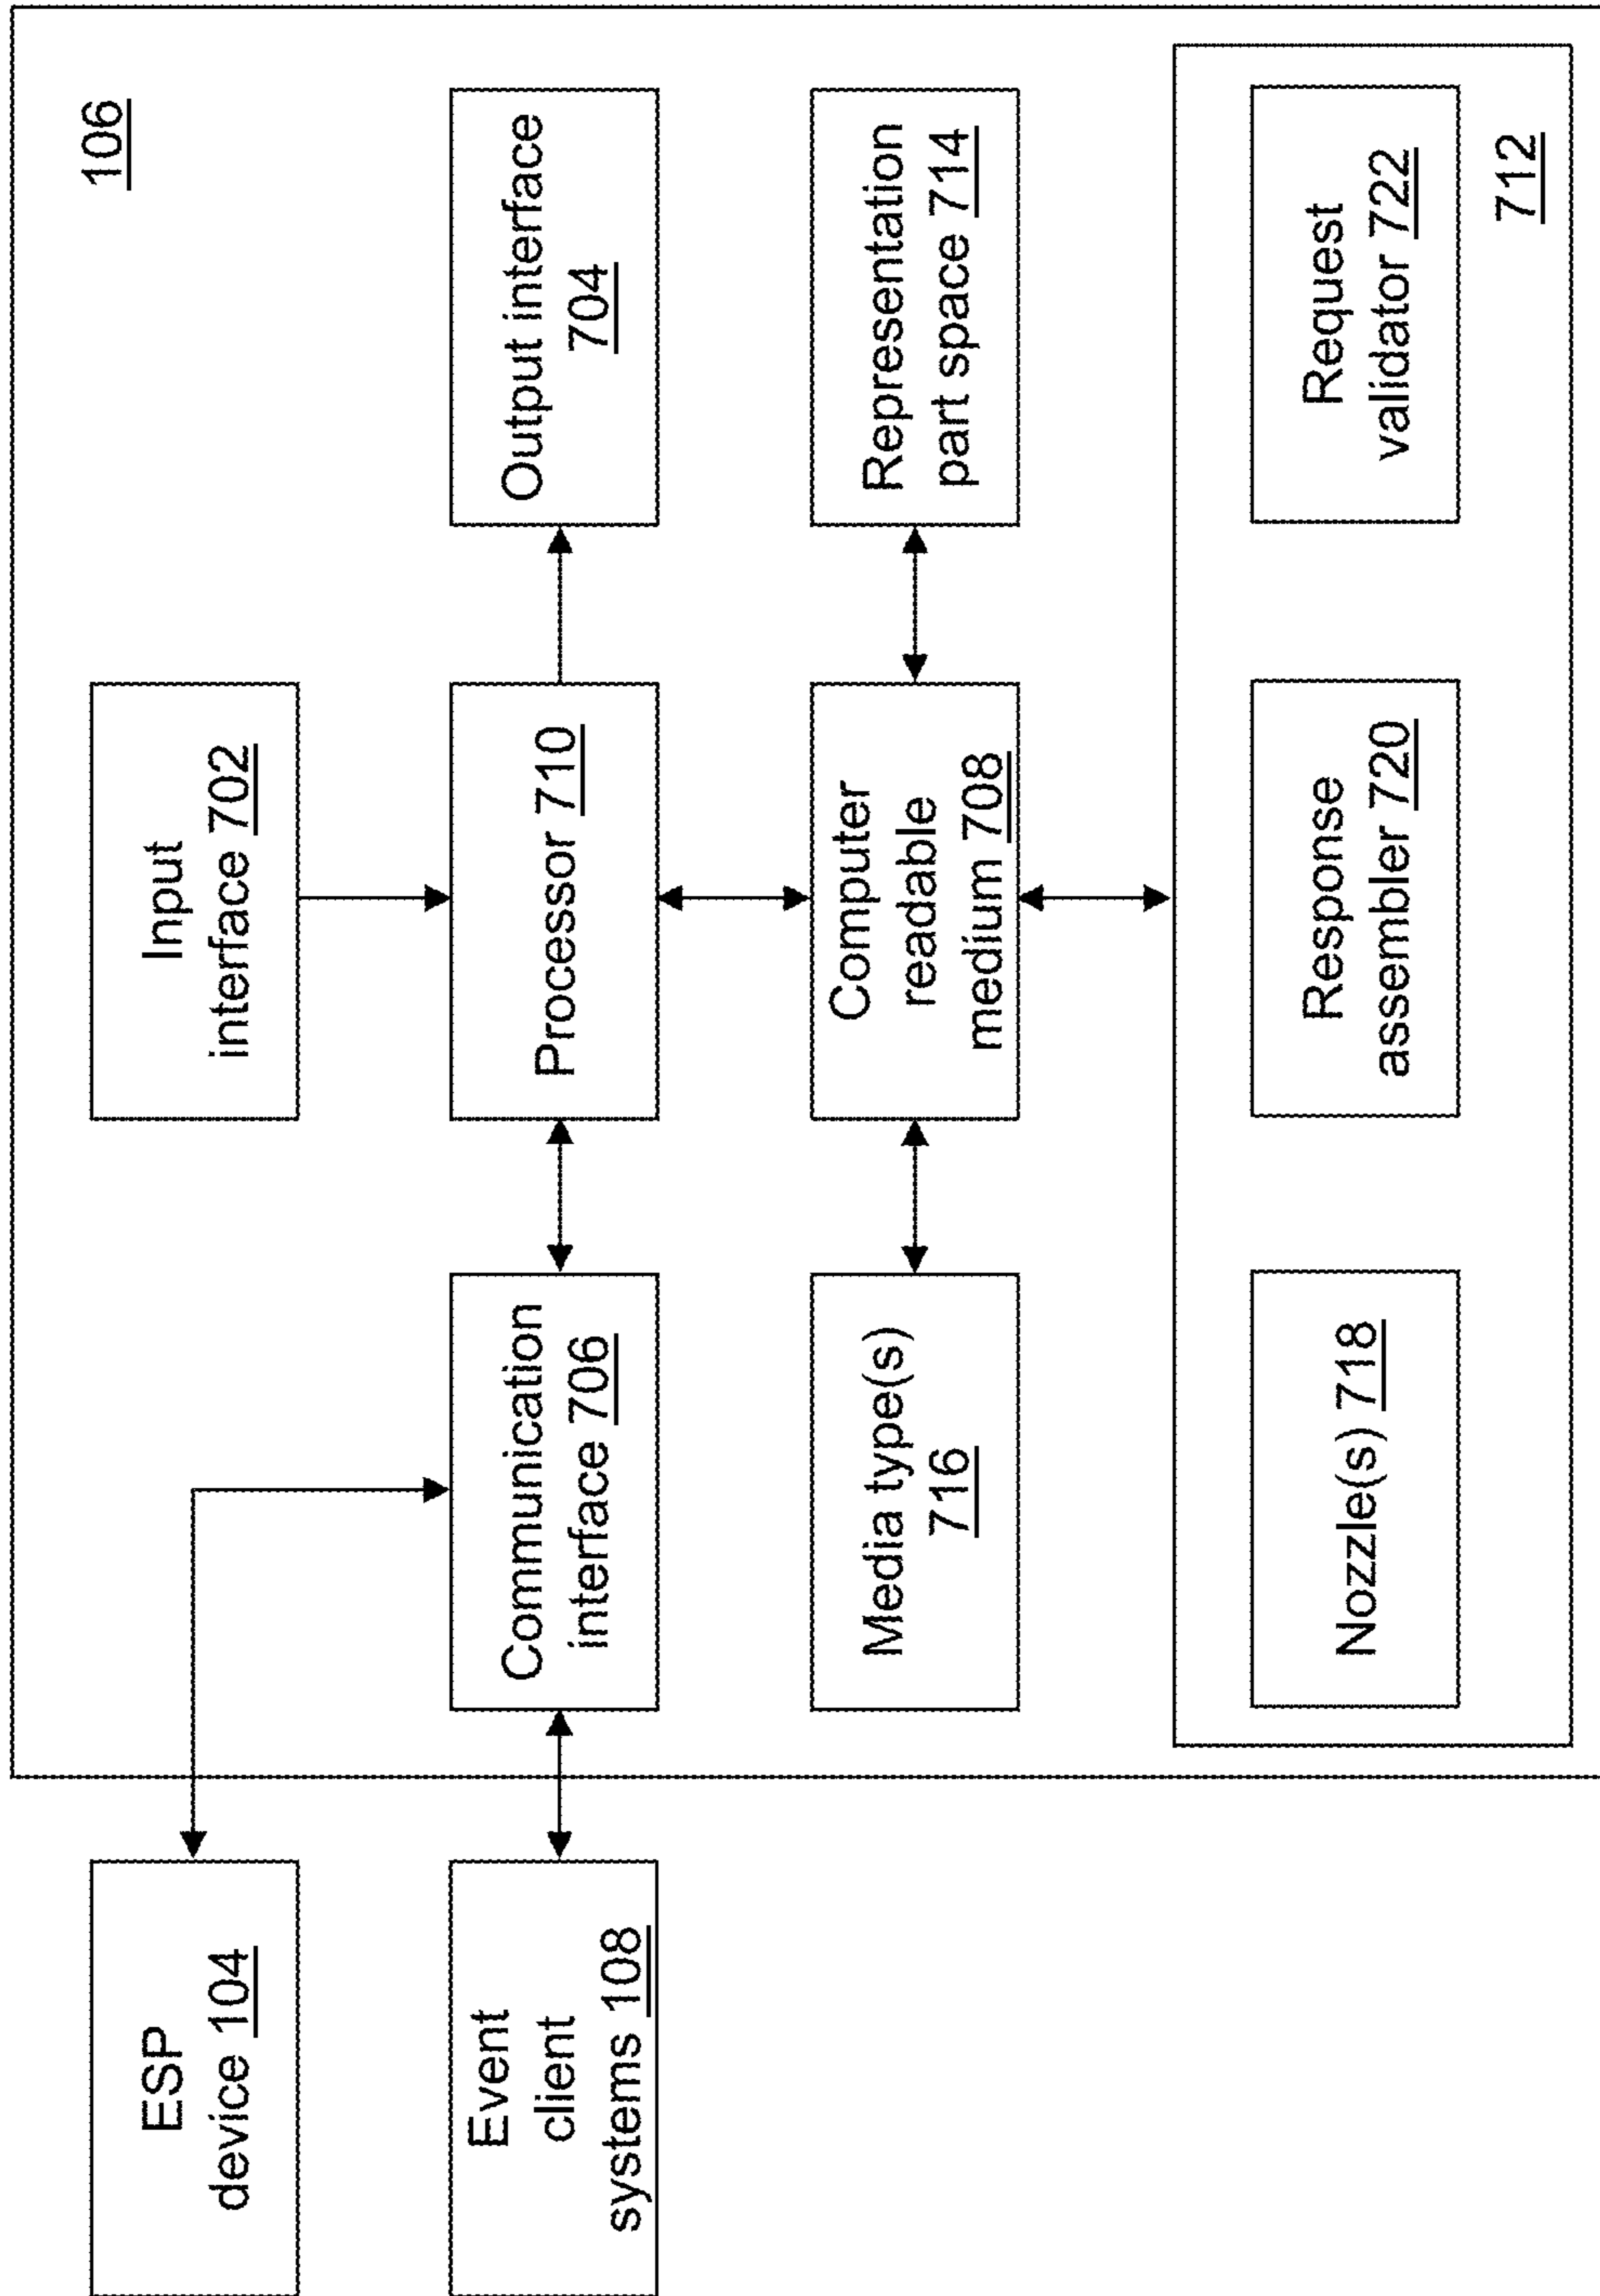 106
ESP
device 104
Input
interface 702
Event
client
systems 108
Communication
interface 706
Processor 710
Output interface
704
Media type(s)
716
Computer
readable
medium 708
Representation
part space 714
Nozzle(s) 718
Response
assembler 720
Request
validator 722
712